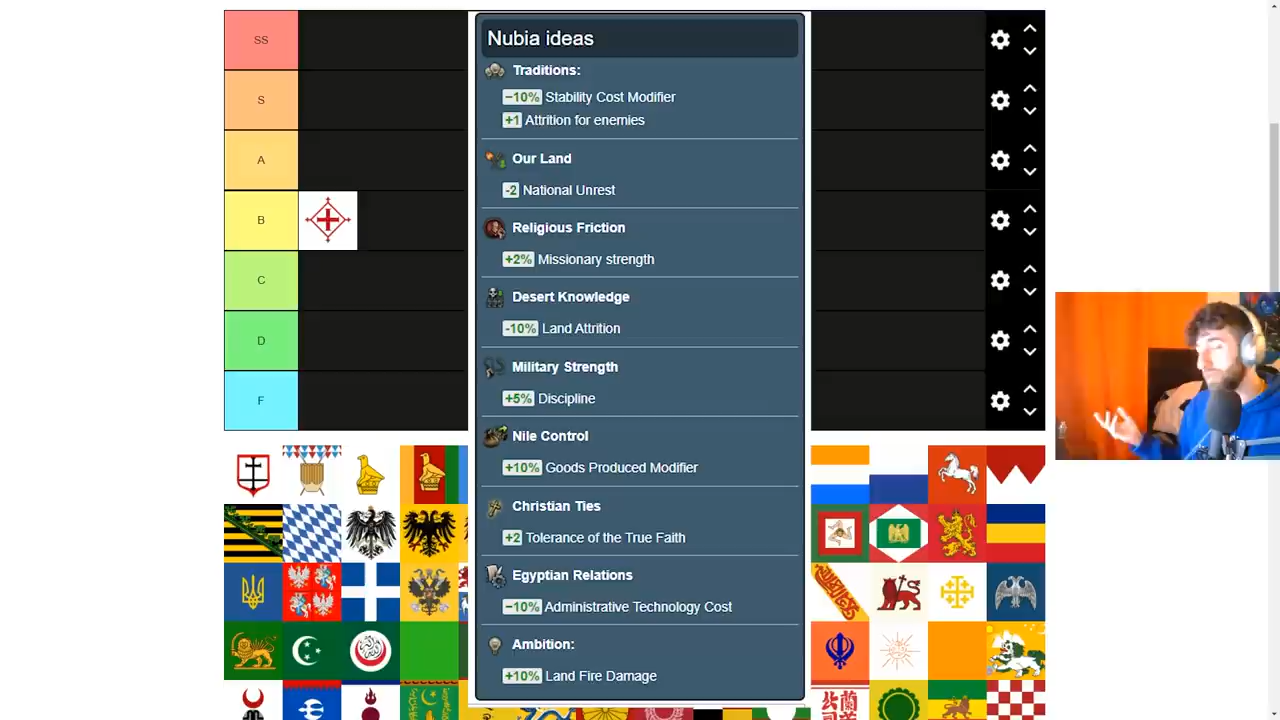 SS
S
A
B
C
D
F
Nubia ideas
Traditions:
−10% Stability Cost Modifier
+1 Attrition for enemies
Our Land
-2 National Unrest
Religious Friction
+2% Missionary strength
Desert Knowledge
-10% Land Attrition
Military Strength
+5% Discipline
Nile Control
+10% Goods Produced Modifier
Christian Ties
+2 Tolerance of the True Faith
Egyptian Relations
−10% Administrative Technology Cost
Ambition:
+10% Land Fire Damage